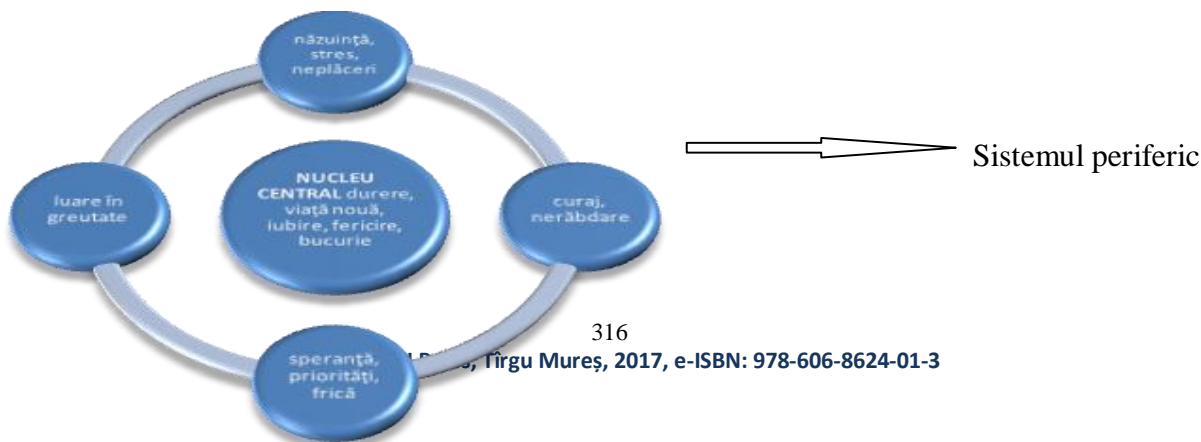 năzuință,
stres,
neplăceri
NUCLEU
CENTRAL durere,
viață nouă,
iubire, fericire,
bucurie
luare în
greutate
curaj,
nerăbdare
Sistemul periferic
speranță,
priorități,
frică
316
Tîrgu Mureș, 2017, e-ISBN: 978-606-8624-01-3